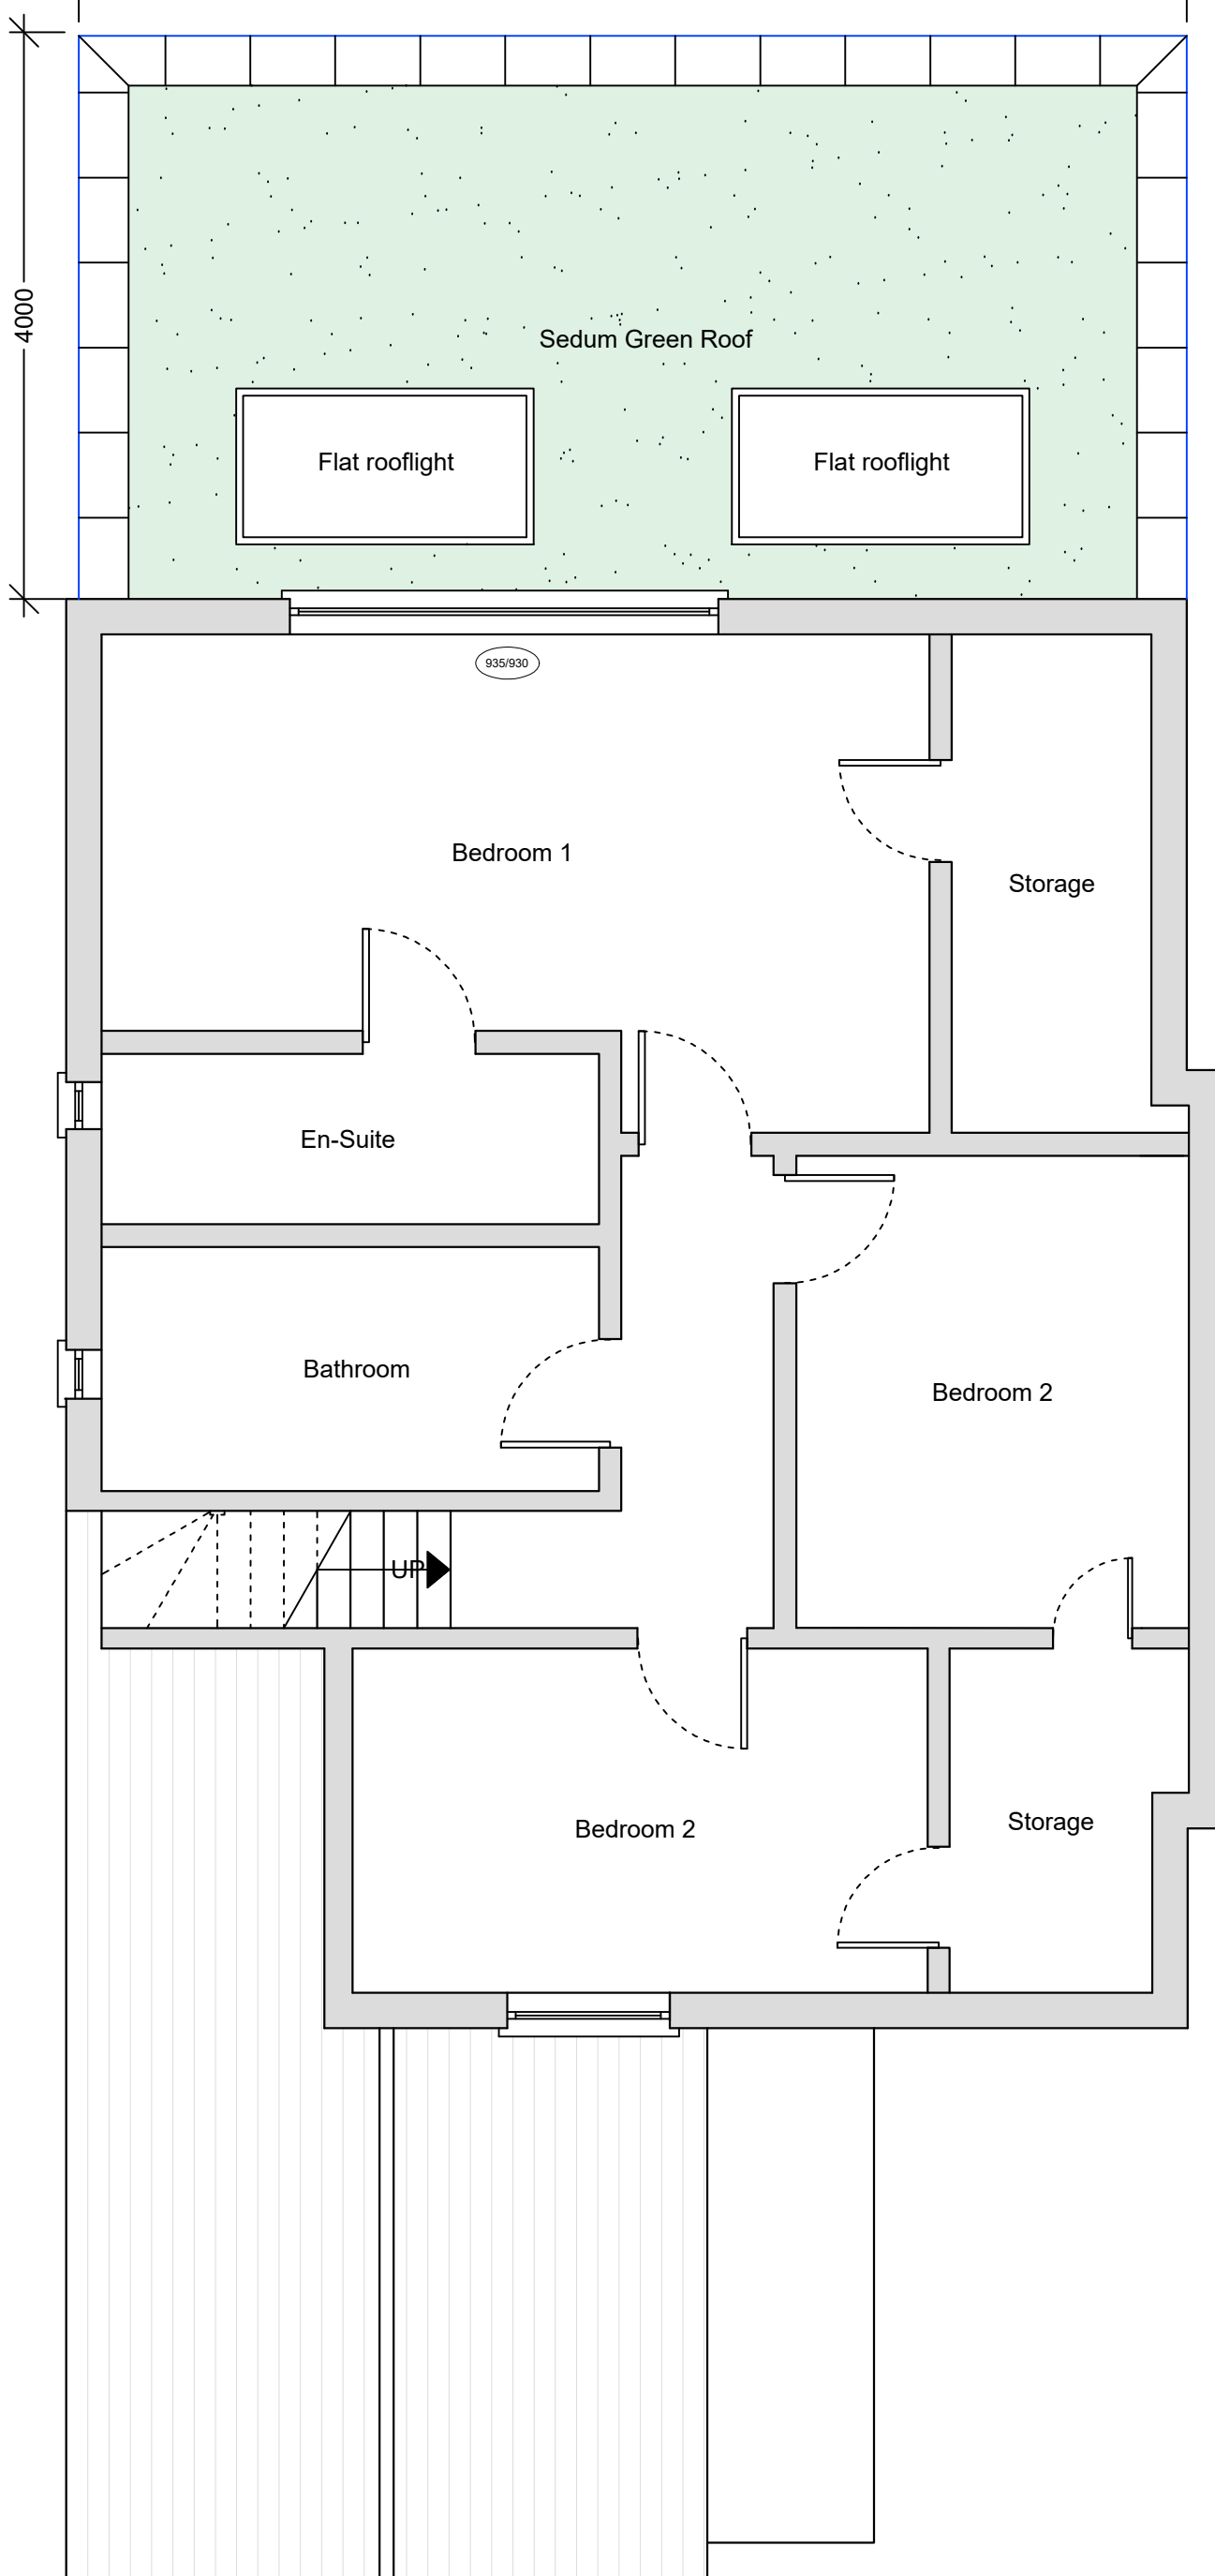 4000
Sedum Green Roof
Flat rooflight
Flat rooflight
935/930
Bedroom 1
Storage
En-Suite
Bathroom
Bedroom 2
UP
Bedroom 2
Storage